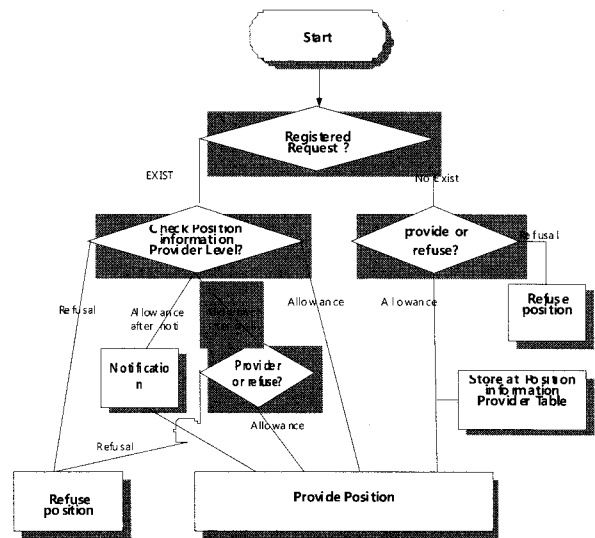 Start
Registered
Request ?
EXIST
No Exist
Check Position
information
Provider Level?
provide or
refuse?
Refusal
Refusal
Allowance
after noti
Allowance
Allowance
Refuse
position
Notificatio
n
Provider
or refuse?
Store at Position
information
Provider Table
Allowance
Refusal
Refuse
position
Provide Position